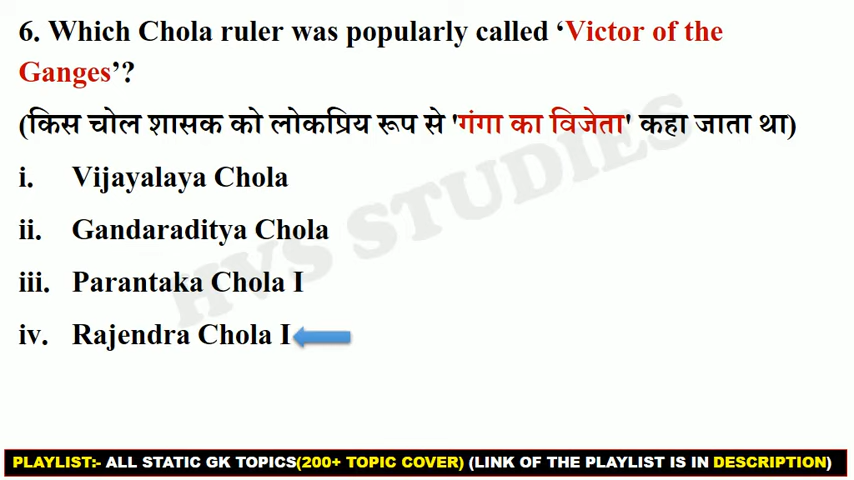 6. Which Chola ruler was popularly called ‘Victor of the
Ganges’?
(किस चोल शासक को लोकप्रिय रूप से 'गंगा का विजेता' कहा जाता था)
i. Vijayalaya Chola
ii. Gandaraditya Chola
iii. Parantaka Chola I
iv. Rajendra Chola I
HVS STUDIES
PLAYLIST:- ALL STATIC GK TOPICS(200+ TOPIC COVER) (LINK OF THE PLAYLIST IS IN DESCRIPTION)